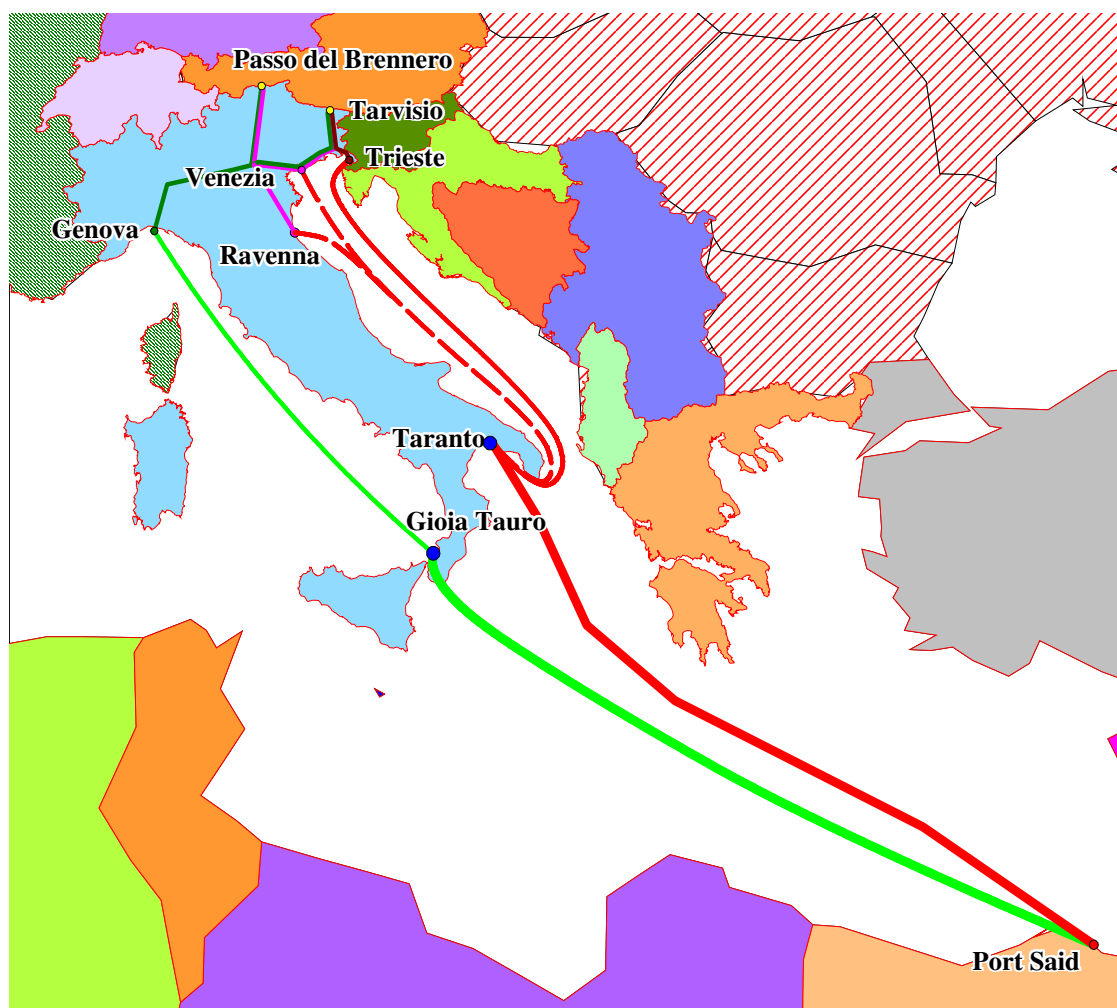 Passo del Brennero
Tarvisio
Trieste
Venezia
Genova
Ravenna
Taranto
Gioia Tauro
Port Said